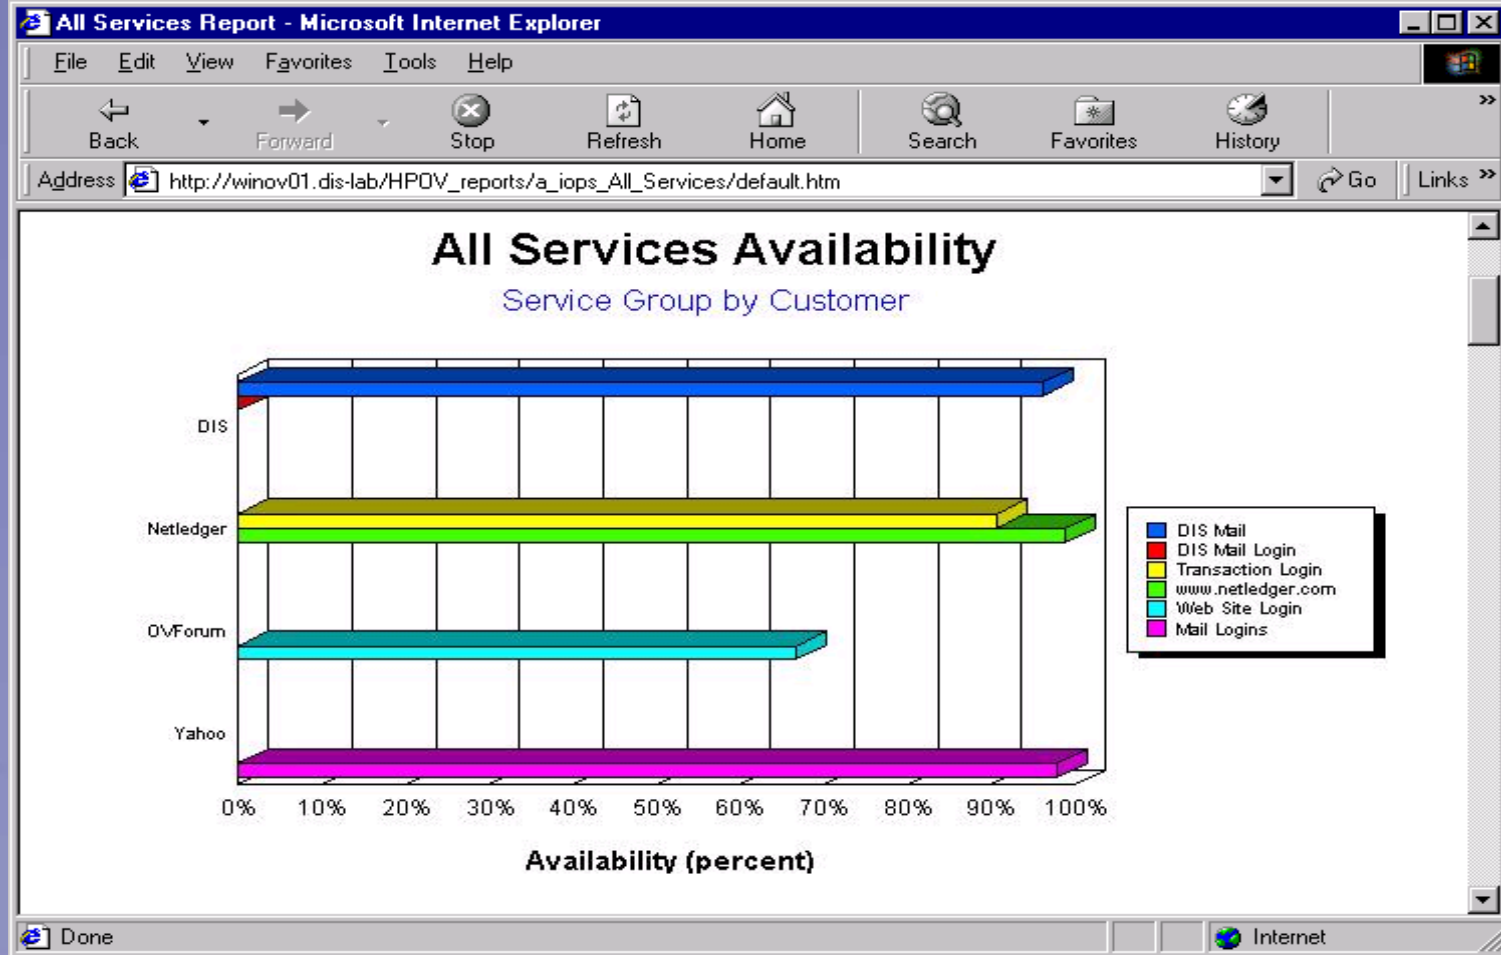 All Services Report - Microsoft Internet Explorer
File Edit View Favorites Tools Help
Back Forward Stop Refresh Home Search Favorites History »
Address http://winov01.dis-lab/HPOV_reports/a_iops_All_Services/default.htm Go Links »
All Services Availability
Service Group by Customer
DIS
Netledger
OVForum
Yahoo
0% 10% 20% 30% 40% 50% 60% 70% 80% 90% 100%
Availability (percent)
DIS Mail
DIS Mail Login
Transaction Login
www.netledger.com
Web Site Login
Mail Logins
Done Internet